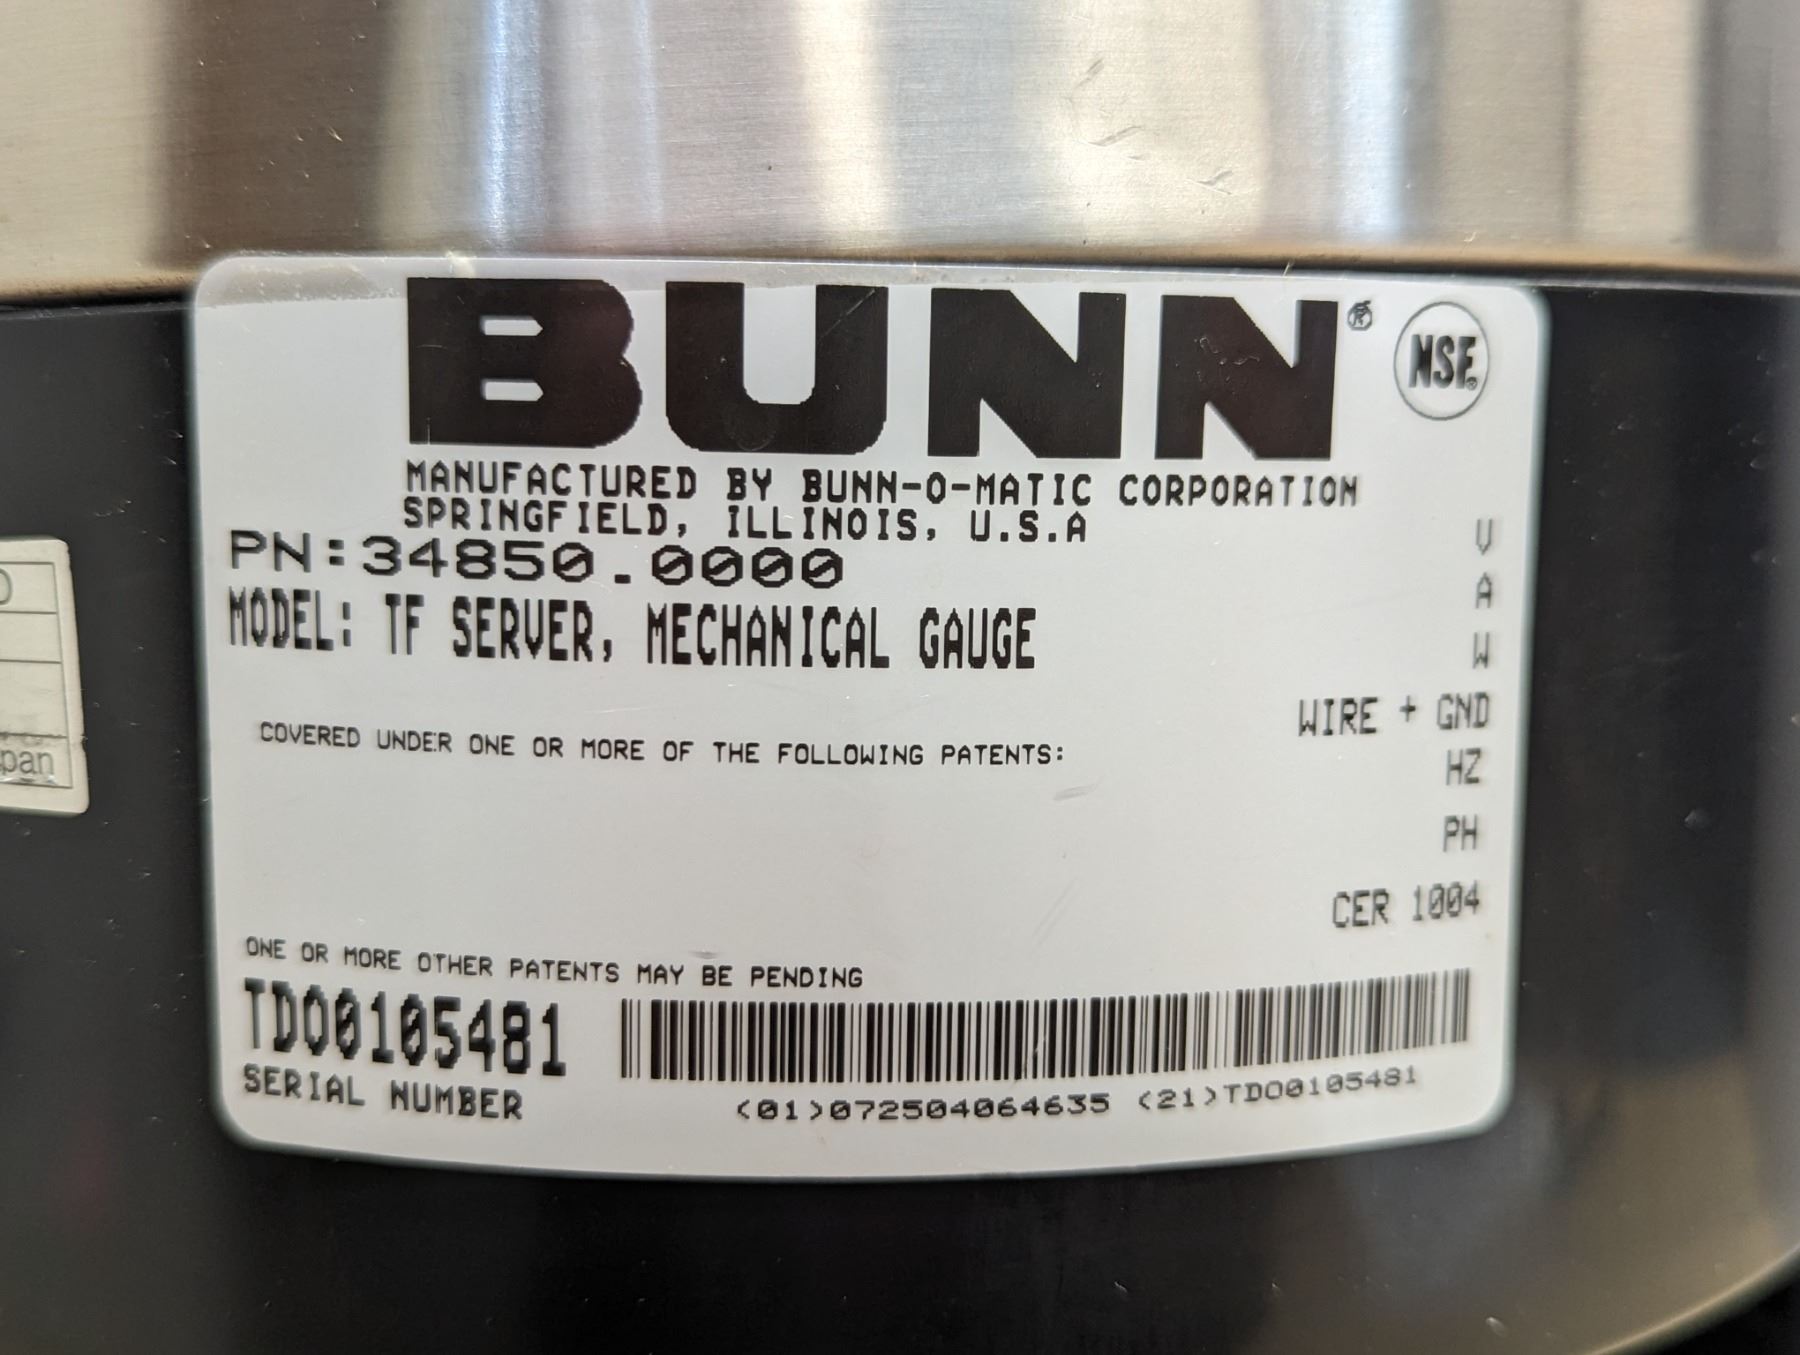 BUNN®
NSF®
MANUFACTURED BY BUNN-O-MATIC CORPORATION
SPRINGFIELD, ILLINOIS, U.S.A
PN:34850.0000
MODEL: TF SERVER, MECHANICAL GAUGE
V
A
W
WIRE + GND
HZ
PH
CER 1004
COVERED UNDER ONE OR MORE OF THE FOLLOWING PATENTS:
ONE OR MORE OTHER PATENTS MAY BE PENDING
TD00105481
SERIAL NUMBER
(01)072504064635 (21)TD00105481
pan